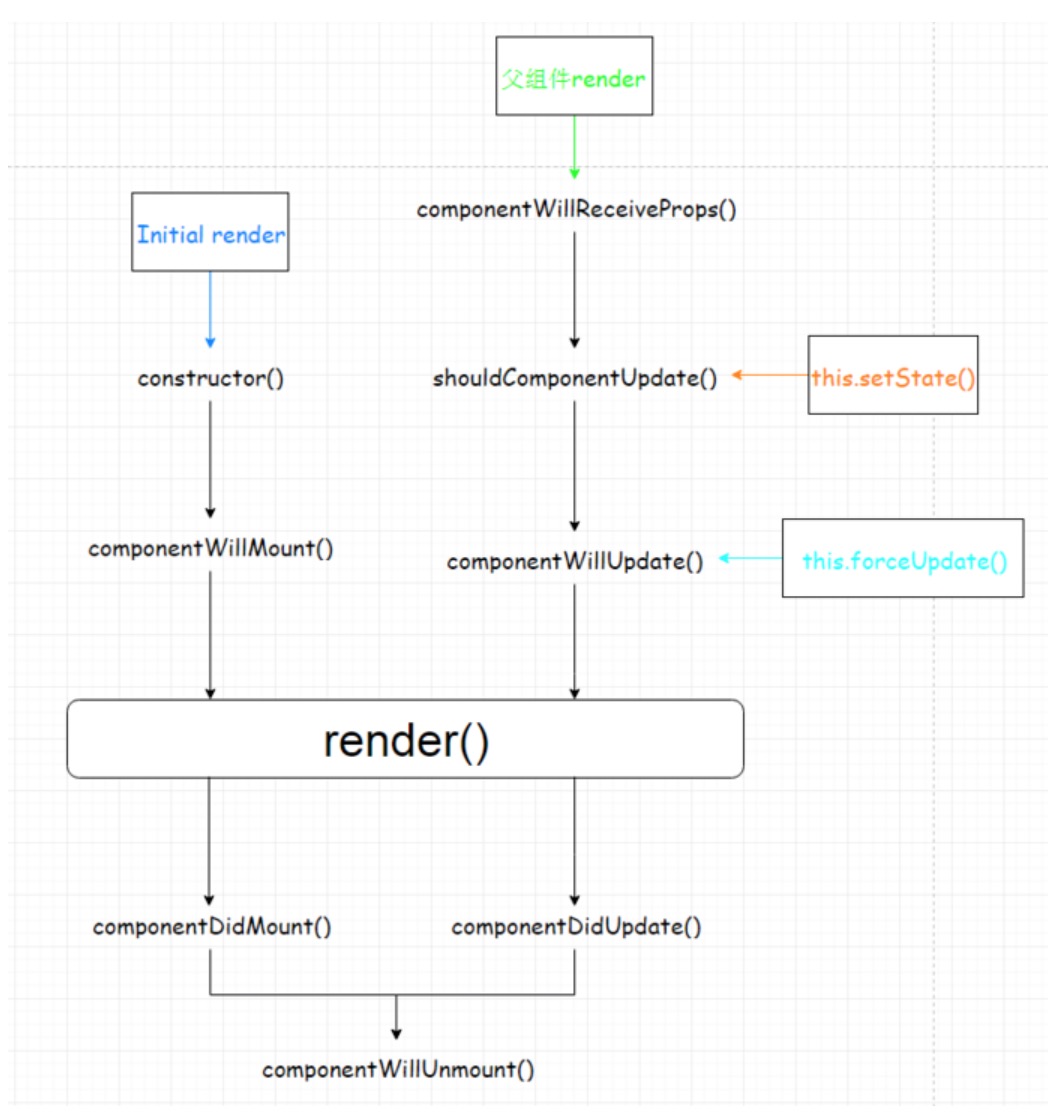 父组件render
componentWillReceiveProps()
Initial render
constructor()
shouldComponentUpdate()
this.setState()
componentWillMount()
componentWillUpdate()
this.forceUpdate()
render()
componentDidMount()
componentDidUpdate()
componentWillUnmount()